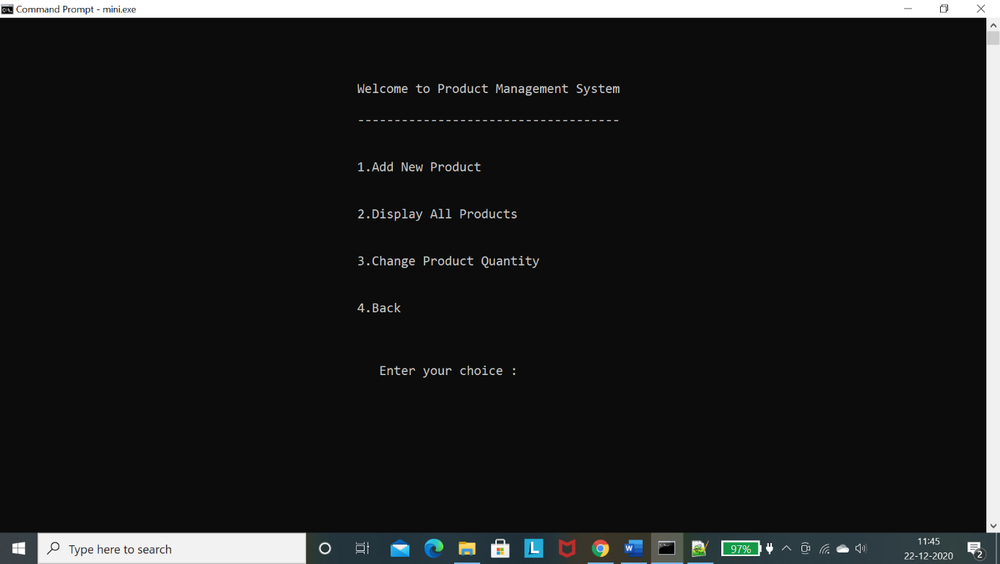 Command Prompt - mini.exe
Welcome to Product Management System
------------------------------------
1.Add New Product
2.Display All Products
3.Change Product Quantity
4.Back
Enter your choice :
Type here to search
L
W
97%
11:45
22-12-2020
2